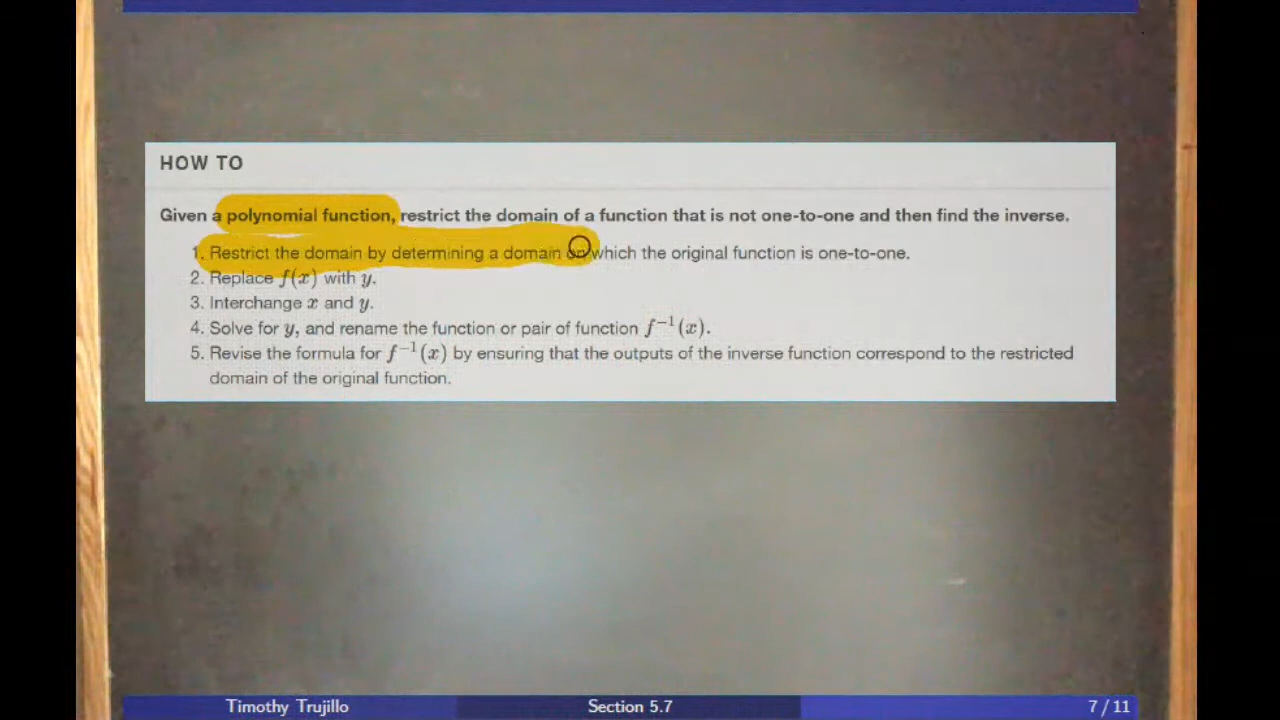 HOW TO
Given a polynomial function, restrict the domain of a function that is not one-to-one and then find the inverse.
1. Restrict the domain by determining a domain on which the original function is one-to-one.
2. Replace f(x) with y.
3. Interchange x and y.
4. Solve for y, and rename the function or pair of function f⁻¹(x).
5. Revise the formula for f⁻¹(x) by ensuring that the outputs of the inverse function correspond to the restricted
domain of the original function.
Timothy Trujillo Section 5.7 7 / 11